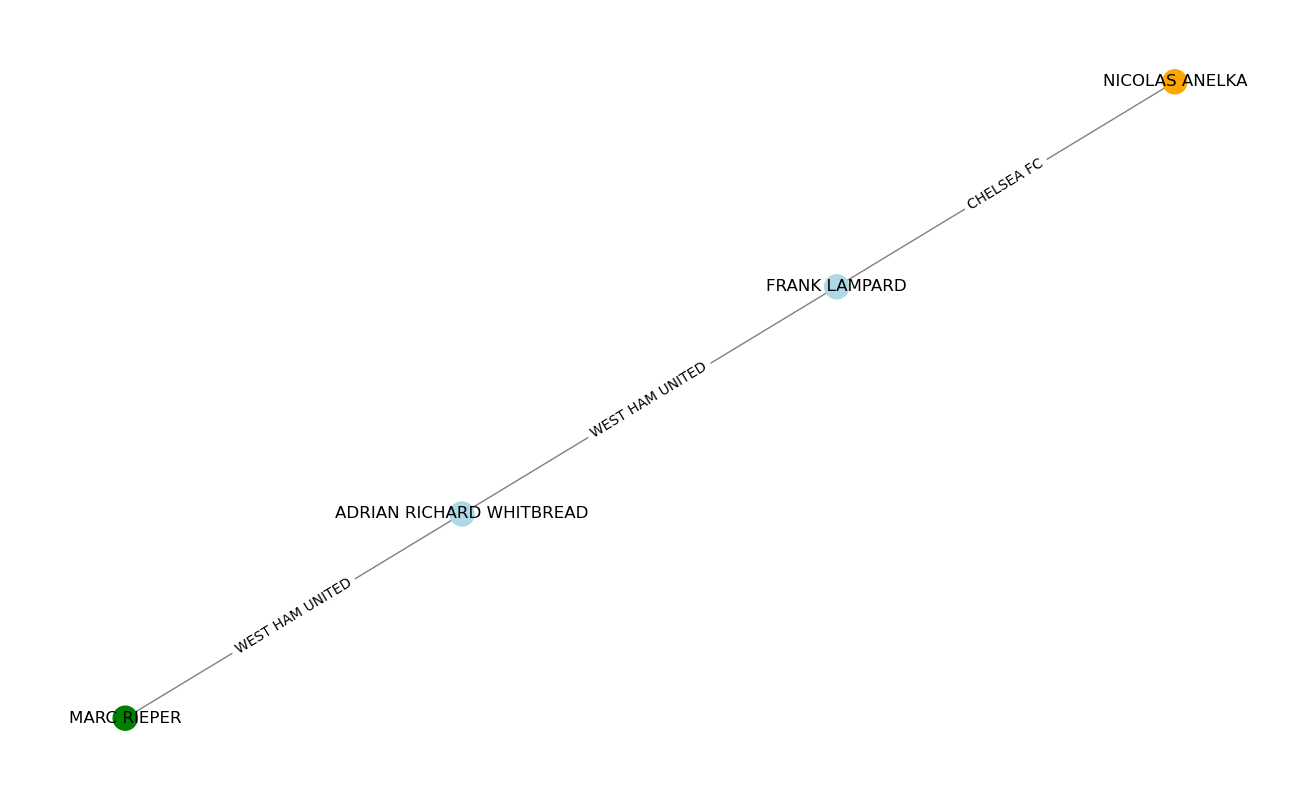 NICOLAS ANELKA
CHELSEA FC
FRANK LAMPARD
WEST HAM UNITED
ADRIAN RICHARD WHITBREAD
WEST HAM UNITED
MARC RIEPER